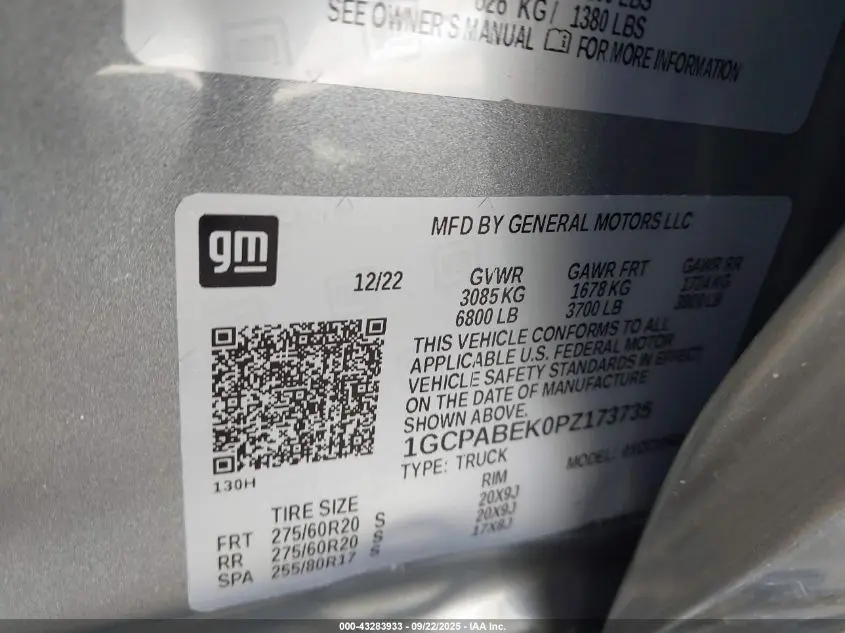 1380 LBS
SEE OWNER'S MANUAL FOR MORE INFORMATION
gm
MFD BY GENERAL MOTORS LLC
12/22
GVWR GAWR FRT GAWR RR
3085 KG 1678 KG
6800 LB 3700 LB
THIS VEHICLE CONFORMS TO ALL
APPLICABLE U.S. FEDERAL MOTOR
VEHICLE SAFETY STANDARDS IN EFFECT
ON THE DATE OF MANUFACTURE
SHOWN ABOVE.
1GCPABEK0PZ173735
TYPE: TRUCK MODEL:
130H
TIRE SIZE RIM
FRT 275/60R20 S 20X9J
RR 275/60R20 S 20X9J
SPA 255/80R17 S 17X8J
000-43283933 - 09/22/2025 - IAA Inc.